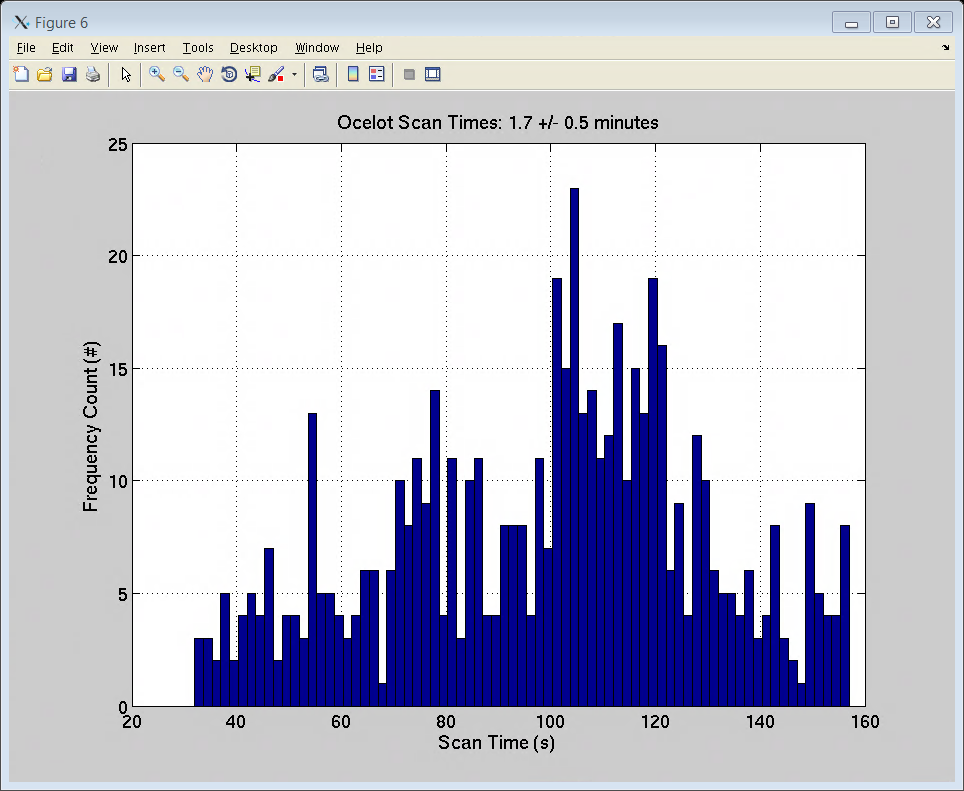 Figure 6
File Edit View Insert Tools Desktop Window Help
Ocelot Scan Times: 1.7 +/- 0.5 minutes
25
20
15
10
5
0
Frequency Count (#)
20 40 60 80 100 120 140 160
Scan Time (s)